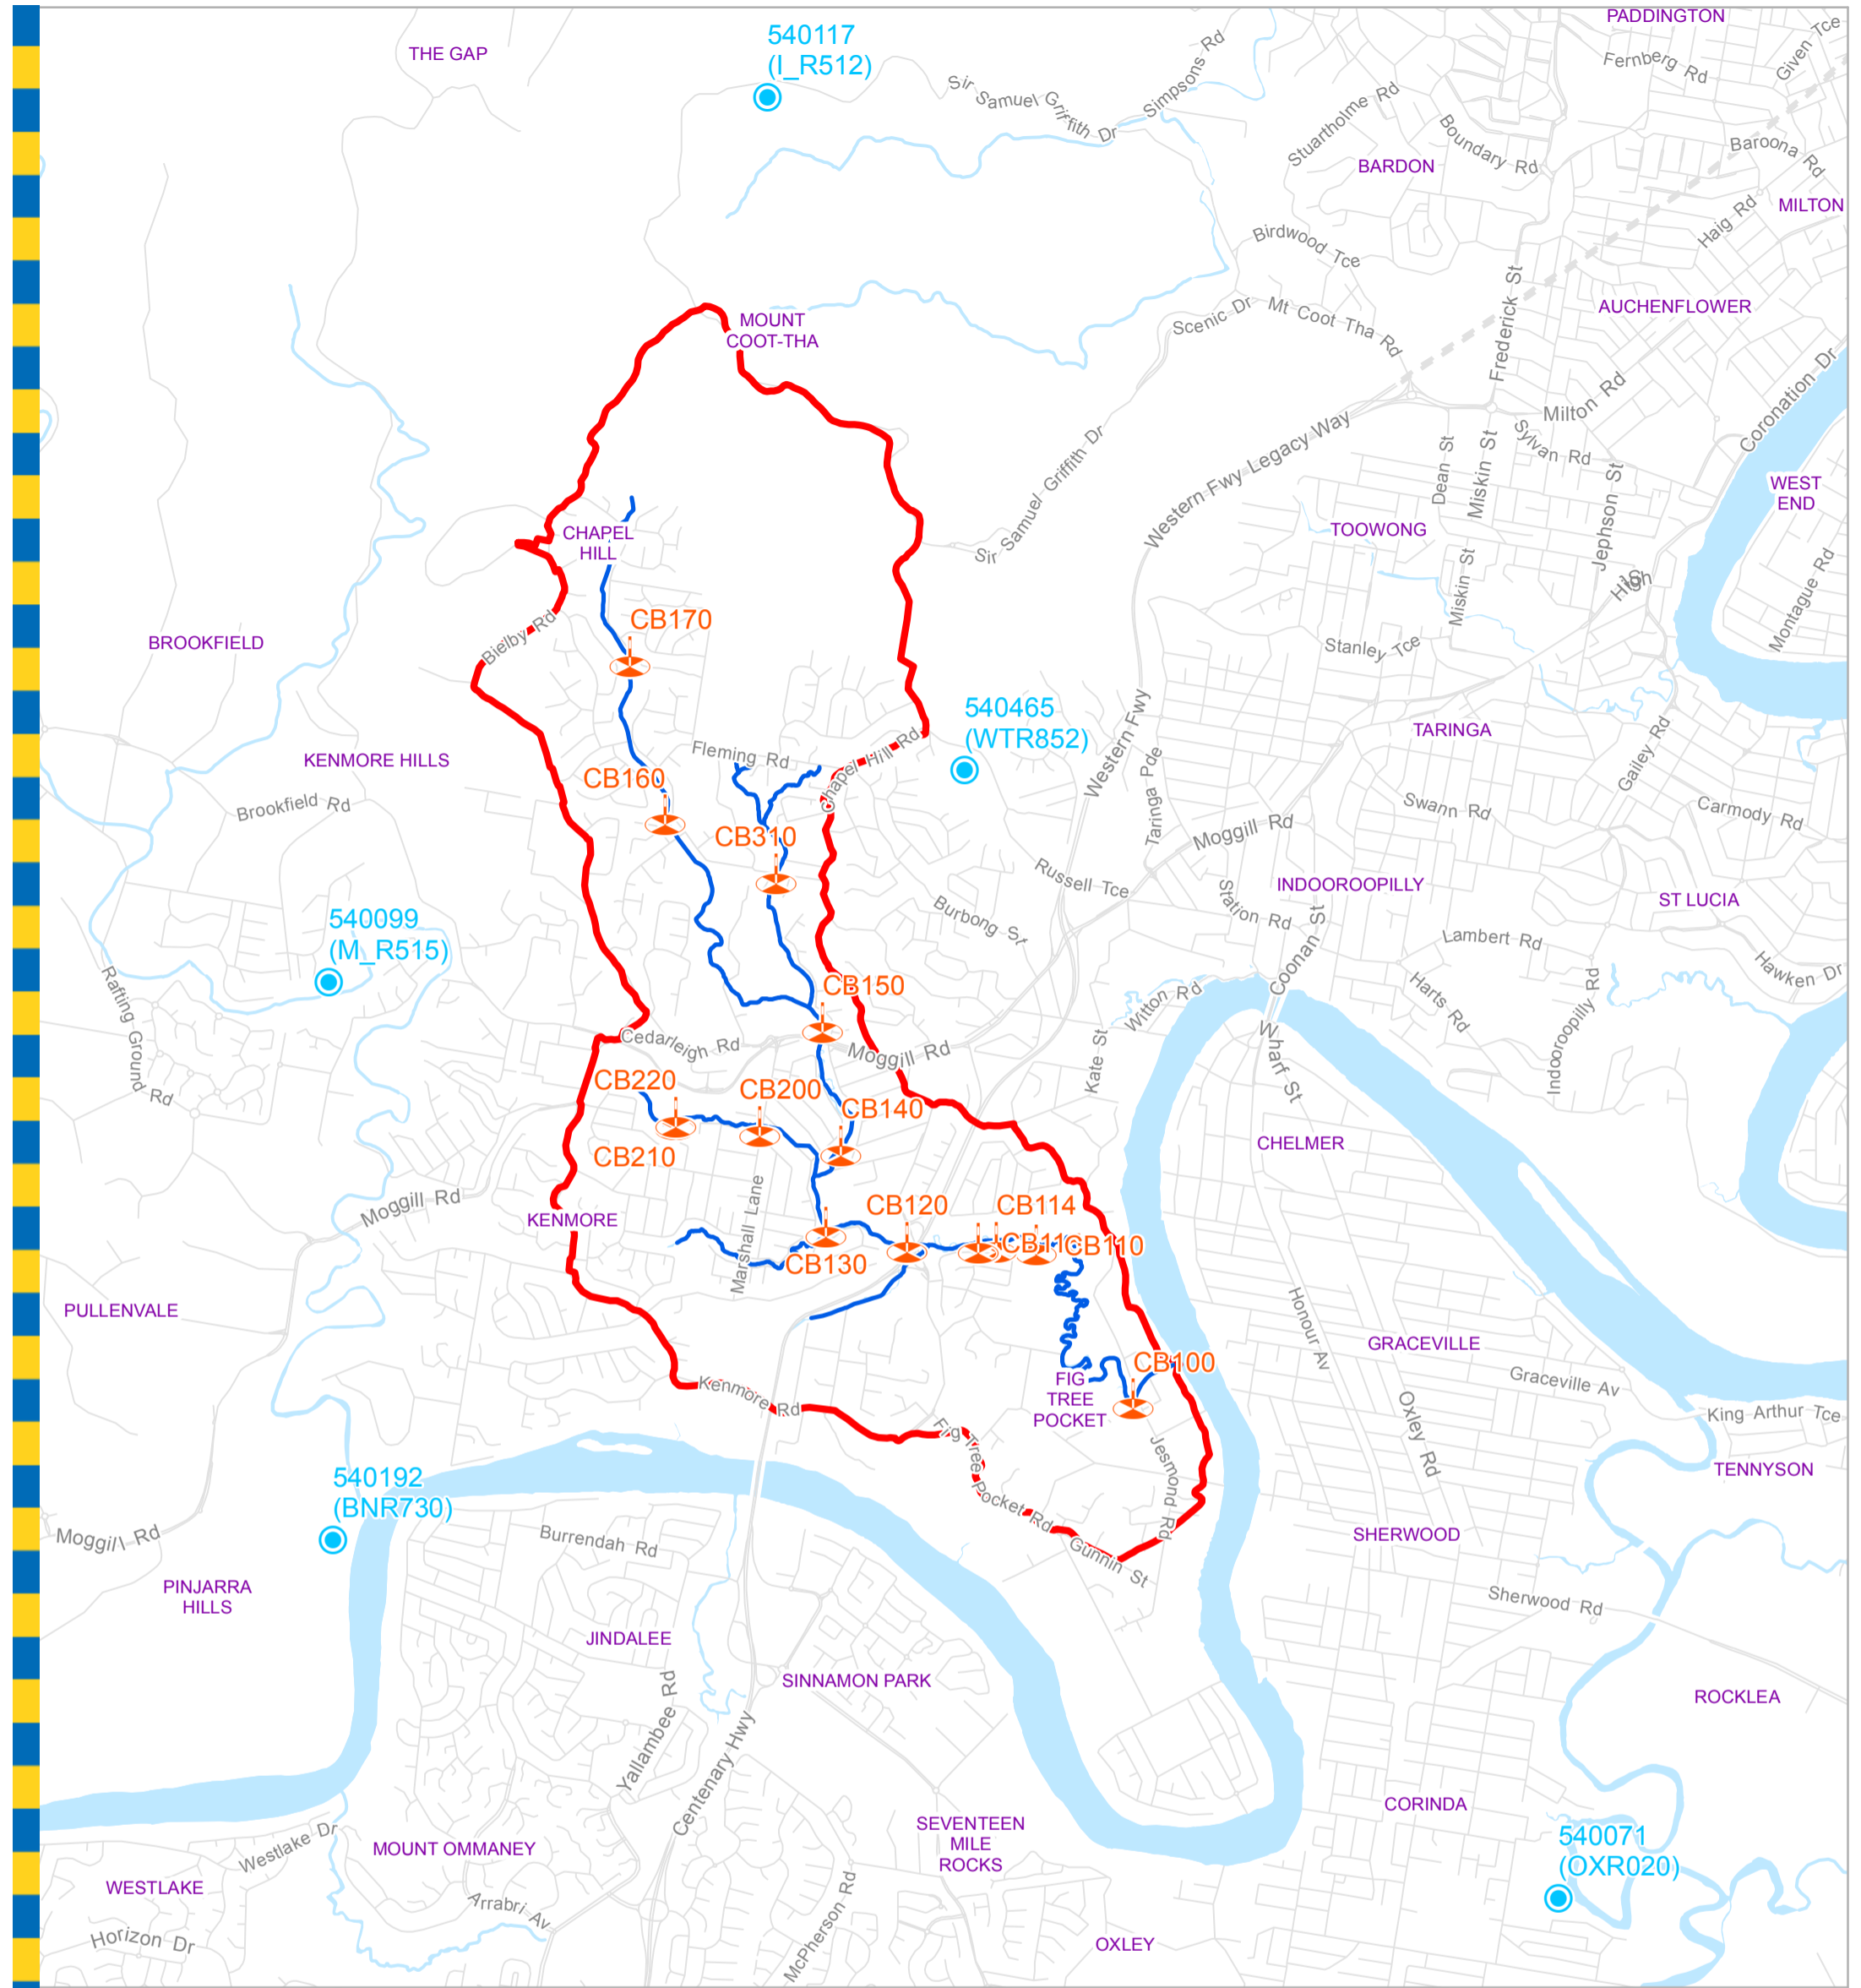 PADDINGTON
540117
(I_R512)
THE GAP
Given Tce
Fernberg Rd
Sir Samuel Griffith Dr
Simpsons Rd
Stuartholme Rd
Boundary Rd
Baroona Rd
BARDON
MILTON
Haig Rd
Birdwood Tce
Frederick St
AUCHENFLOWER
Scenic Dr
Mt Coot Tha Rd
MOUNT
COOT-THA
Coronation Dr
Milton Rd
Sylvan Rd
Western Fwy Legacy Way
Sir Samuel Griffith Dr
Dean St
Miskin St
Jephson St
WEST
END
CHAPEL
HILL
TOOWONG
High St
Miskin St
Montague Rd
CB170
Bielby Rd
BROOKFIELD
Stanley Tce
540465
(WTR852)
Western Fwy
TARINGA
Gailey Rd
Fleming Rd
Chapel Hill Rd
KENMORE HILLS
CB160
Brookfield Rd
Taringa Pde
Swann Rd
Carmody Rd
Moggill Rd
CB310
Russell Tce
INDOOROOPILLY
ST LUCIA
540099
(M_R515)
Burbong St
Station Rd
Coonan St
Lambert Rd
Hawken Dr
Rafting Ground Rd
CB150
Witton Rd
Harts Rd
Indooroopilly Rd
Cedarleigh Rd
Moggill Rd
Kate St
Wharf St
CB220
CB200
CB140
CHELMER
CB210
Marshall Lane
Moggill Rd
CB120
CB114
KENMORE
CB130
CB110
PULLENVALE
Honour Av
GRACEVILLE
CB100
FIG
TREE
POCKET
Graceville Av
Kenmore Rd
King Arthur Tce
Oxley Rd
Fig Tree Pocket Rd
Jesmond Rd
TENNYSON
540192
(BNR730)
Moggill Rd
Burrendah Rd
Gunnin St
SHERWOOD
PINJARRA
HILLS
Sherwood Rd
JINDALEE
SINNAMON PARK
ROCKLEA
Yallambee Rd
Centenary Hwy
CORINDA
SEVENTEEN
MILE
ROCKS
Westlake Dr
MOUNT OMMANEY
540071
(OXR020)
WESTLAKE
Arrabri Av
McPherson Rd
Horizon Dr
OXLEY